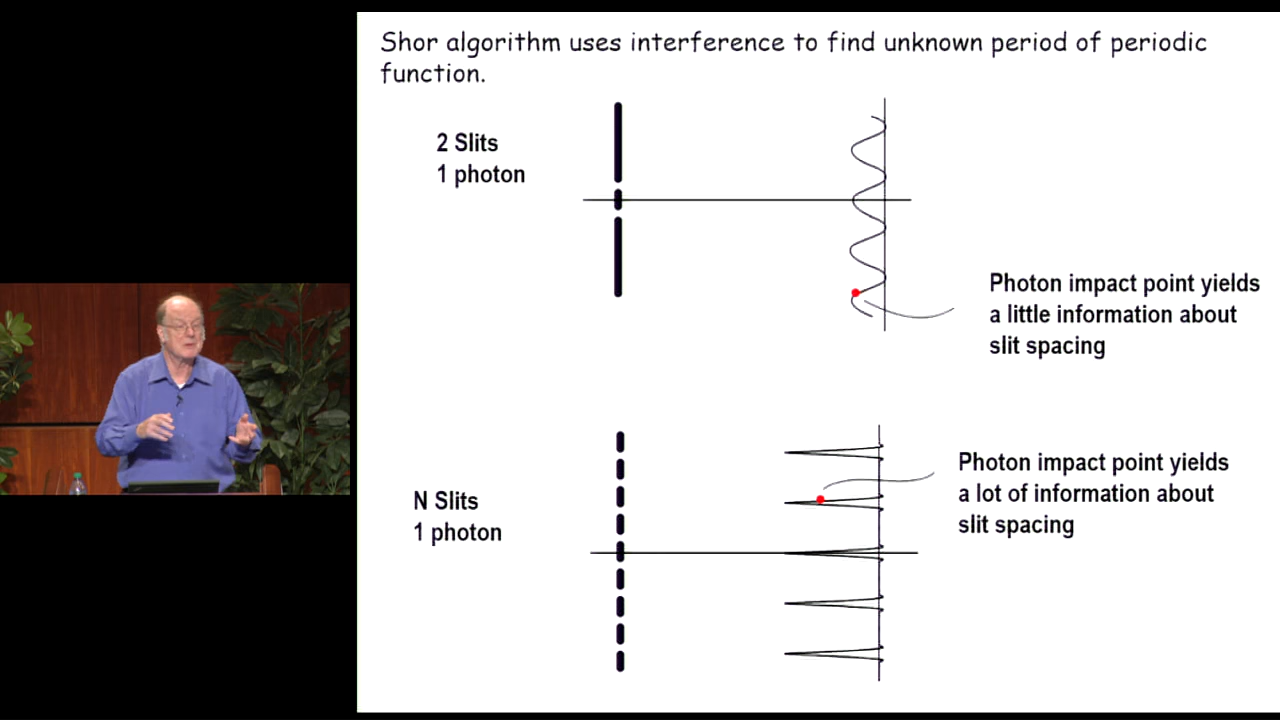 Shor algorithm uses interference to find unknown period of periodic
function.
2 Slits
1 photon
Photon impact point yields
a little information about
slit spacing
N Slits
1 photon
Photon impact point yields
a lot of information about
slit spacing